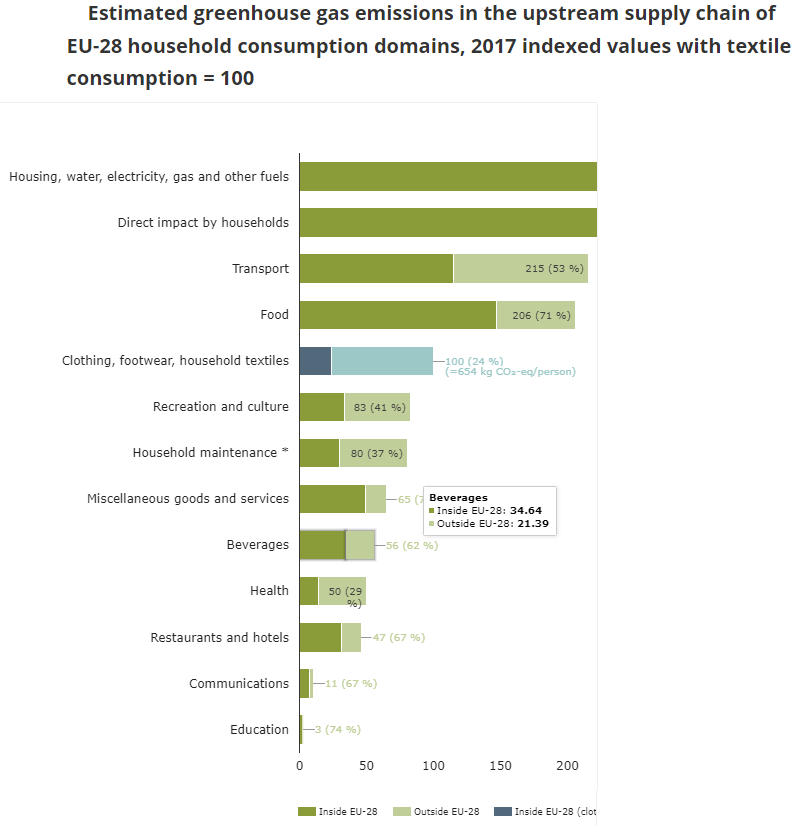 Estimated greenhouse gas emissions in the upstream supply chain of
EU-28 household consumption domains, 2017 indexed values with textile
consumption = 100
Housing, water, electricity, gas and other fuels
Direct impact by households
Transport
215 (53 %)
Food
206 (71 %)
Clothing, footwear, household textiles
100 (24 %)
(=654 kg CO₂-eq/person)
Recreation and culture
83 (41 %)
Household maintenance *
80 (37 %)
Miscellaneous goods and services
65 (7
Beverages
Inside EU-28: 34.64
Outside EU-28: 21.39
Beverages
56 (62 %)
Health
50 (29
%)
Restaurants and hotels
47 (67 %)
Communications
11 (67 %)
Education
3 (74 %)
0 50 100 150 200
Inside EU-28 Outside EU-28 Inside EU-28 (clot